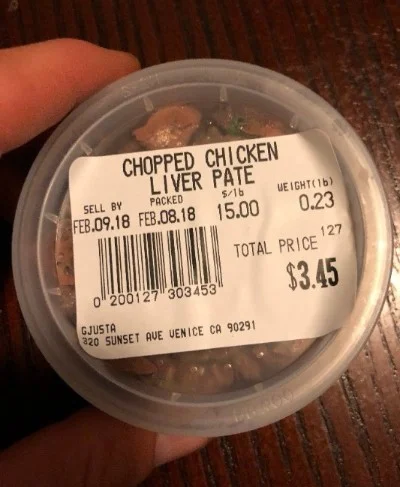 CHOPPED CHICKEN
LIVER PATE
SELL BY PACKED $/lb WEIGHT(lb)
FEB.09.18 FEB.08.18 15.00 0.23
127
TOTAL PRICE
$3.45
0 200127 303453
GJUSTA
320 SUNSET AVE VENICE CA 90291